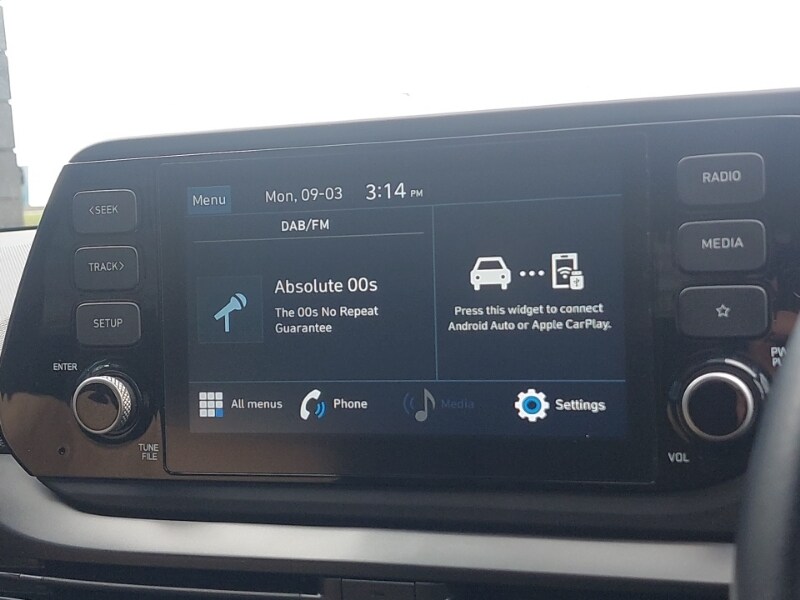 <SEEK
TRACK>
SETUP
ENTER
TUNE
FILE
Menu
Mon, 09-03
3:14 PM
DAB/FM
Absolute 00s
The 00s No Repeat
Guarantee
Press this widget to connect
Android Auto or Apple CarPlay.
All menus
Phone
Media
Settings
RADIO
MEDIA
VOL